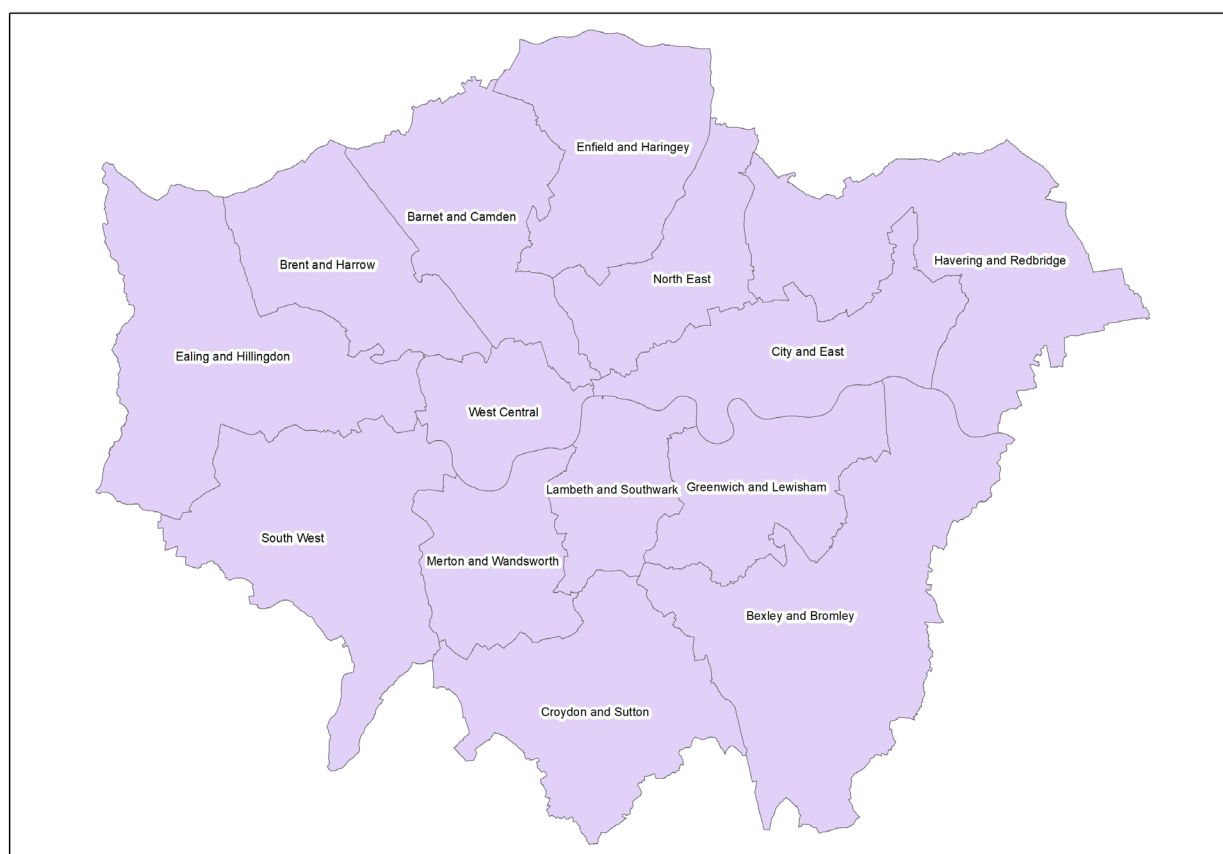 Enfield and Haringey
Barnet and Camden
Brent and Harrow
Havering and Redbridge
North East
Ealing and Hillingdon
City and East
West Central
Lambeth and Southwark
Greenwich and Lewisham
South West
Merton and Wandsworth
Bexley and Bromley
Croydon and Sutton